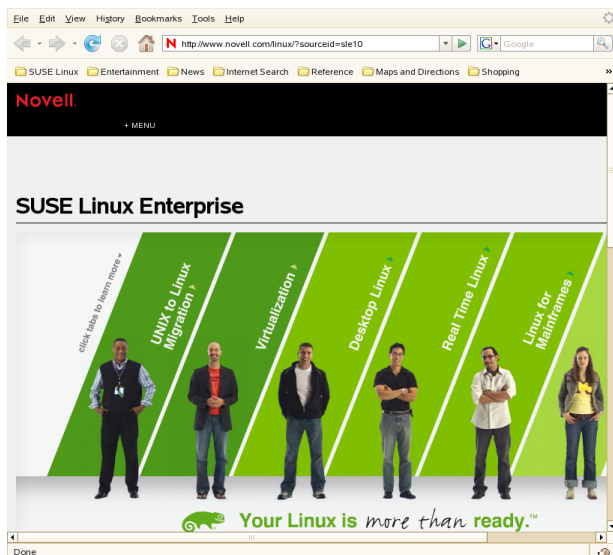 File Edit View History Bookmarks Tools Help
N http://www.novell.com/linux/?sourceid=sle10 G Google
SUSE Linux Entertainment News Internet Search Reference Maps and Directions Shopping »
Novell.
+ MENU
SUSE Linux Enterprise
click tabs to learn more
UNIX to Linux
Migration
Virtualization
Desktop Linux
Real Time Linux
Linux for
Mainframes
Your Linux is more than ready.™
Done